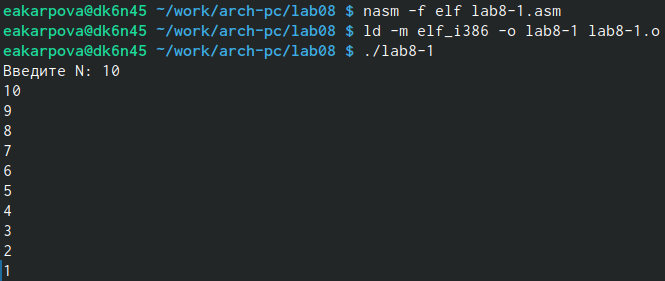 eakarpova@dk6n45 ~/work/arch-pc/lab08 $ nasm -f elf lab8-1.asm
eakarpova@dk6n45 ~/work/arch-pc/lab08 $ ld -m elf_i386 -o lab8-1 lab8-1.o
eakarpova@dk6n45 ~/work/arch-pc/lab08 $ ./lab8-1
Введите N: 10
10
9
8
7
6
5
4
3
2
1